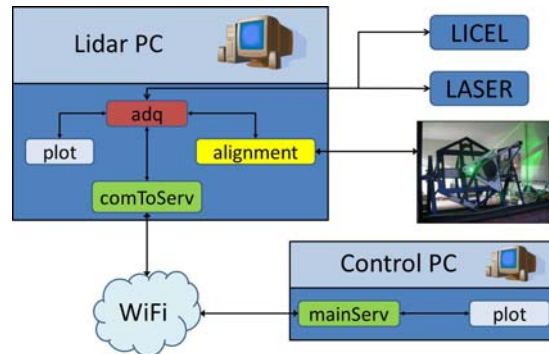 Lidar PC
LICEL
LASER
adq
plot
alignment
comToServ
Control PC
WiFi
mainServ
plot